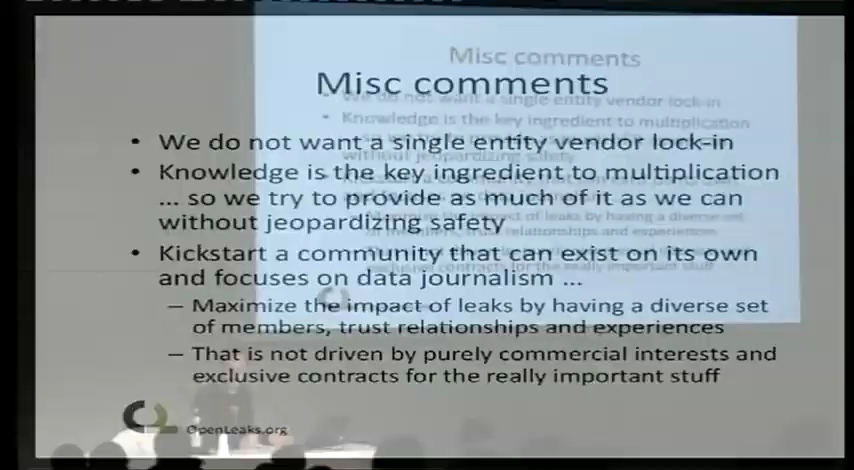 Misc comments
• We do not want a single entity vendor lock-in
• Knowledge is the key ingredient to multiplication
... so we try to provide as much of it as we can
without jeopardizing safety
• Kickstart a community that can exist on its own
and focuses on data journalism ...
– Maximize the impact of leaks by having a diverse set
of members, trust relationships and experiences
– That is not driven by purely commercial interests and
exclusive contracts for the really important stuff
OpenLeaks.org